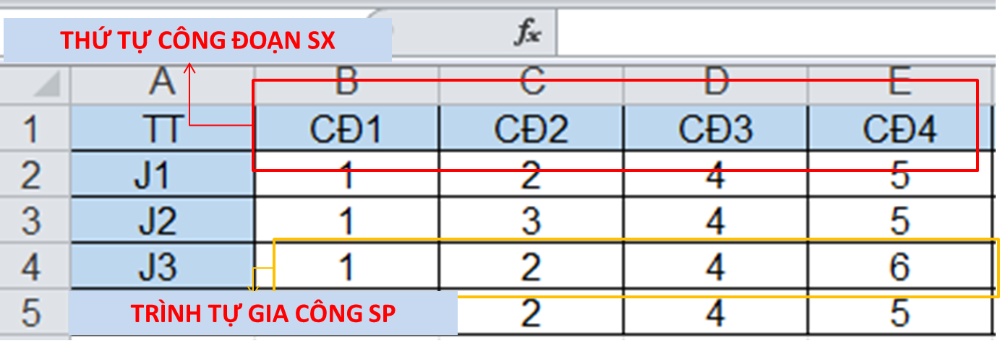 THỨ TỰ CÔNG ĐOẠN SX
fx
A B C D E
1 TT CĐ1 CĐ2 CĐ3 CĐ4
2 J1 1 2 4 5
3 J2 1 3 4 5
4 J3 1 2 4 6
5 2 4 5
TRÌNH TỰ GIA CÔNG SP